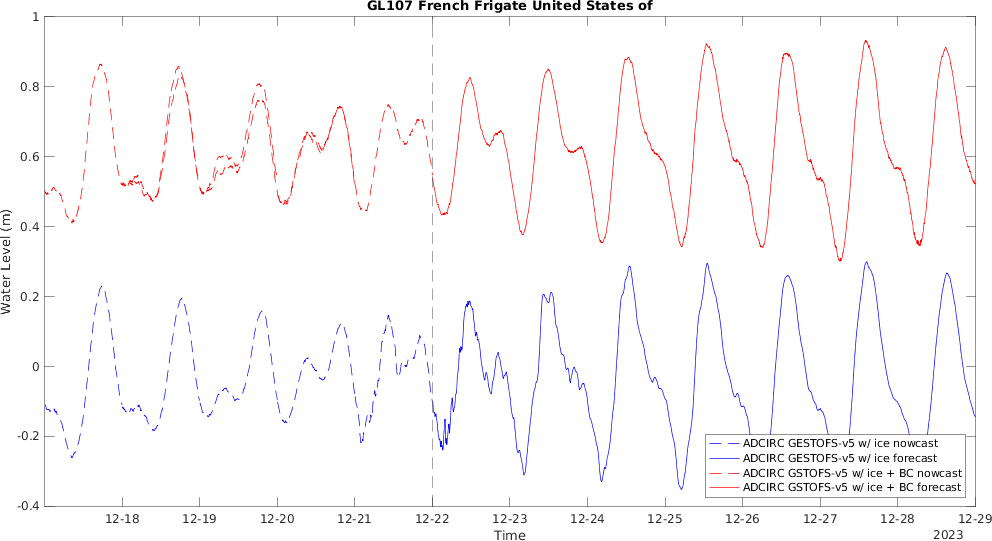 GL107 French Frigate United States of
1
0.8
0.6
0.4
0.2
0
-0.2
-0.4
Water Level (m)
ADCIRC GESTOFS-v5 w/ ice nowcast
ADCIRC GESTOFS-v5 w/ ice forecast
ADCIRC GSTOFS-v5 w/ ice + BC nowcast
ADCIRC GSTOFS-v5 w/ ice + BC forecast
12-18 12-19 12-20 12-21 12-22 12-23 12-24 12-25 12-26 12-27 12-28 12-29
Time
2023